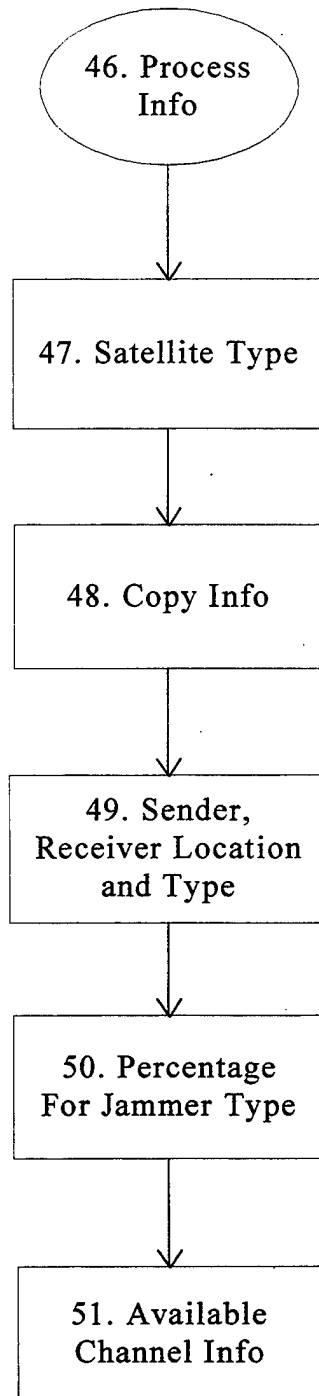 46. Process
Info
47. Satellite Type
48. Copy Info
49. Sender,
Receiver Location
and Type
50. Percentage
For Jammer Type
51. Available
Channel Info